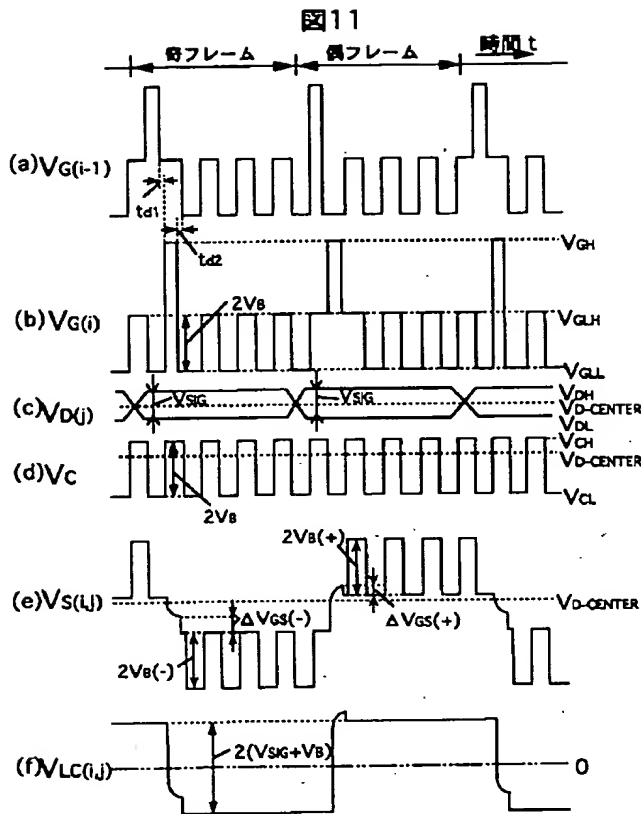 図11
奇フレーム 偶フレーム 時間 t
(a)VG(i-1)
td1
td2
VGH
2VB
(b)VG(i)
VGLH
VGLL
(c)VD(j)
VSIG VSIG
VDH
VD-CENTER
VDL
(d)VC
VCH
VD-CENTER
VCL
2VB
2VB(+)
(e)VS(i,j)
VD-CENTER
ΔVGS(-) ΔVGS(+)
2VB(-)
(f)VLC(i,j)
2(VSIG+VB)
0